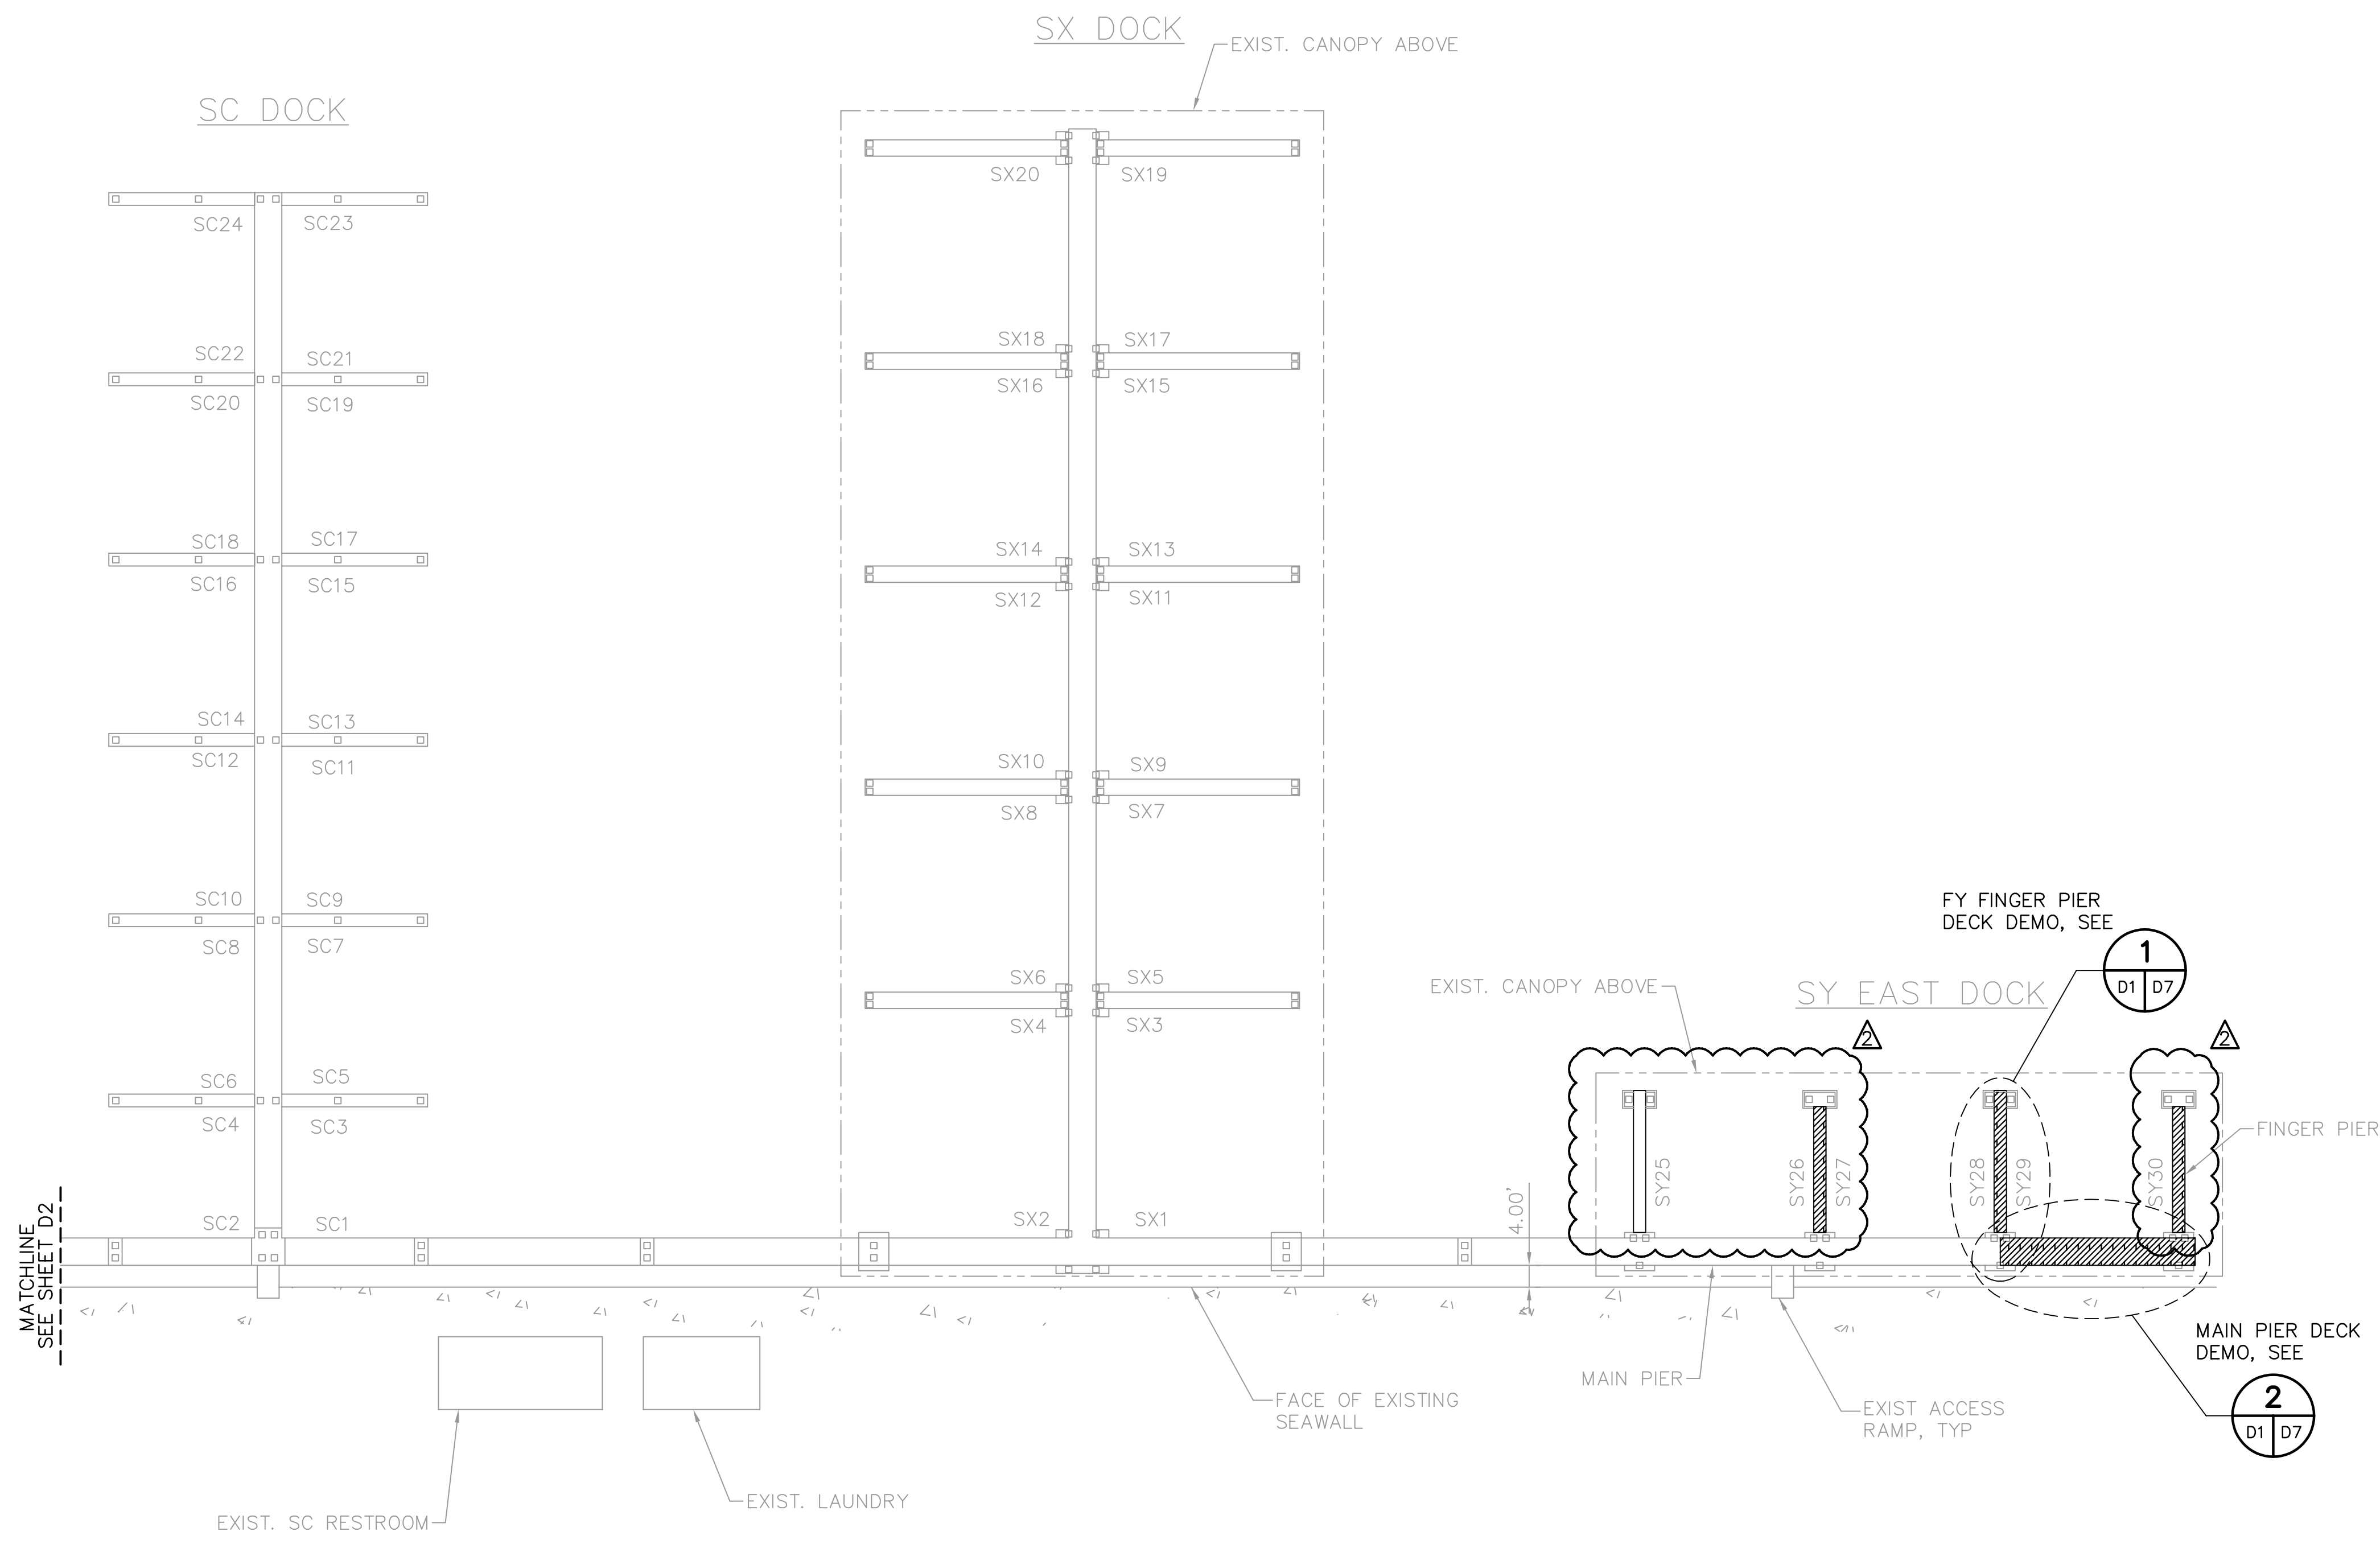 SX DOCK
EXIST. CANOPY ABOVE
SC DOCK
SX20
SX19
SC24
SC23
SX18
SX17
SC22
SC21
SX16
SX15
SC20
SC19
SC18
SC17
SX14
SX13
SC16
SC15
SX12
SX11
SC14
SC13
SC12
SC11
SX10
SX9
SX8
SX7
SC10
SC9
SC8
SC7
SX6
SX5
SX4
SX3
SC6
SC5
SC4
SC3
SC2
SC1
SX2
SX1
FY FINGER PIER
DECK DEMO, SEE
1
D1
D7
EXIST. CANOPY ABOVE
SY EAST DOCK
2
2
FINGER PIER
SY25
SY26
SY27
SY28
SY29
SY30
4.00'
MATCHLINE
SEE SHEET D2
MAIN PIER DECK
DEMO, SEE
2
D1
D7
MAIN PIER
FACE OF EXISTING
SEAWALL
EXIST ACCESS
RAMP, TYP
EXIST. LAUNDRY
EXIST. SC RESTROOM